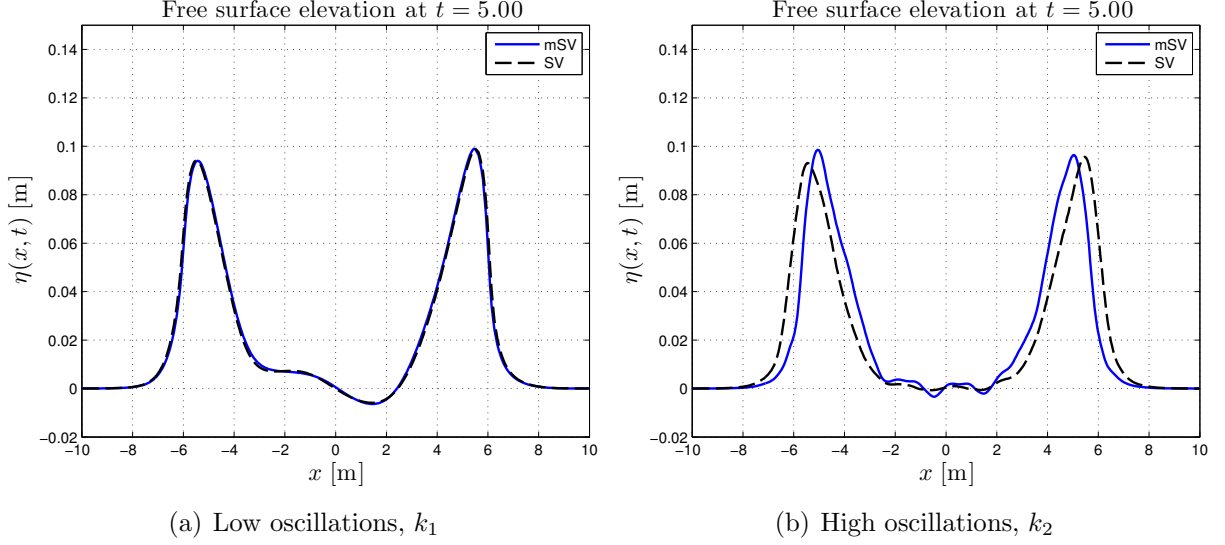 Free surface elevation at t = 5.00
mSV
SV
0.14
0.12
0.1
0.08
0.06
0.04
0.02
0
−0.02
η(x, t) [m]
−10 −8 −6 −4 −2 0 2 4 6 8 10
x [m]
(a) Low oscillations, k₁
Free surface elevation at t = 5.00
mSV
SV
0.14
0.12
0.1
0.08
0.06
0.04
0.02
0
−0.02
η(x, t) [m]
−10 −8 −6 −4 −2 0 2 4 6 8 10
x [m]
(b) High oscillations, k₂